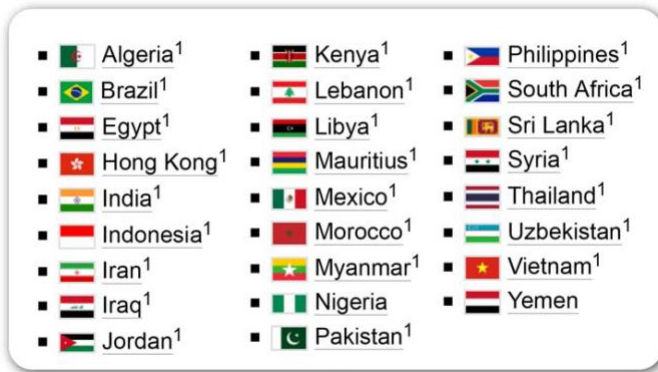 Algeria¹
Brazil¹
Egypt¹
Hong Kong¹
India¹
Indonesia¹
Iran¹
Iraq¹
Jordan¹
Kenya¹
Lebanon¹
Libya¹
Mauritius¹
Mexico¹
Morocco¹
Myanmar¹
Nigeria
Pakistan¹
Philippines¹
South Africa¹
Sri Lanka¹
Syria¹
Thailand¹
Uzbekistan¹
Vietnam¹
Yemen